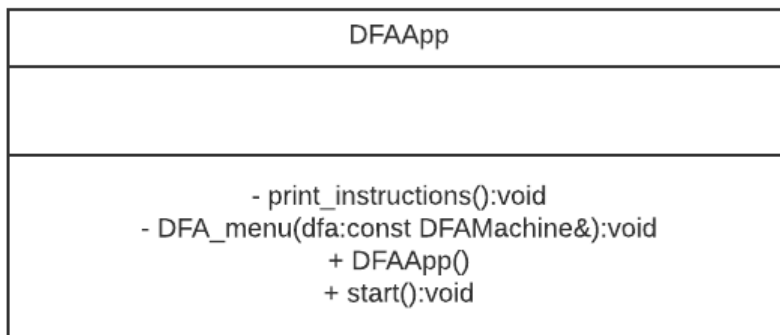 DFAApp
- print_instructions():void
- DFA_menu(dfa:const DFAMachine&):void
+ DFAApp()
+ start():void